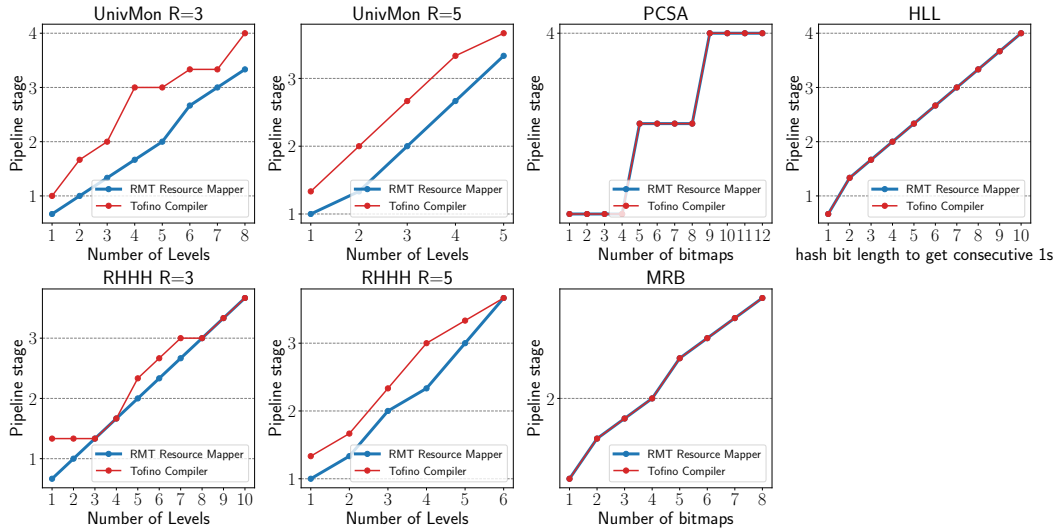 UnivMon R=3
Pipeline stage
4
3
2
1
RMT Resource Mapper
Tofino Compiler
1 2 3 4 5 6 7 8
Number of Levels
UnivMon R=5
Pipeline stage
3
2
1
RMT Resource Mapper
Tofino Compiler
1 2 3 4 5
Number of Levels
PCSA
Pipeline stage
4
RMT Resource Mapper
Tofino Compiler
1 2 3 4 5 6 7 8 9 10 11 12
Number of bitmaps
HLL
Pipeline stage
4
3
2
1
RMT Resource Mapper
Tofino Compiler
1 2 3 4 5 6 7 8 9 10
hash bit length to get consecutive 1s
RHHH R=3
Pipeline stage
3
2
1
RMT Resource Mapper
Tofino Compiler
1 2 3 4 5 6 7 8 9 10
Number of Levels
RHHH R=5
Pipeline stage
3
2
1
RMT Resource Mapper
Tofino Compiler
1 2 3 4 5 6
Number of Levels
MRB
Pipeline stage
2
RMT Resource Mapper
Tofino Compiler
1 2 3 4 5 6 7 8
Number of bitmaps